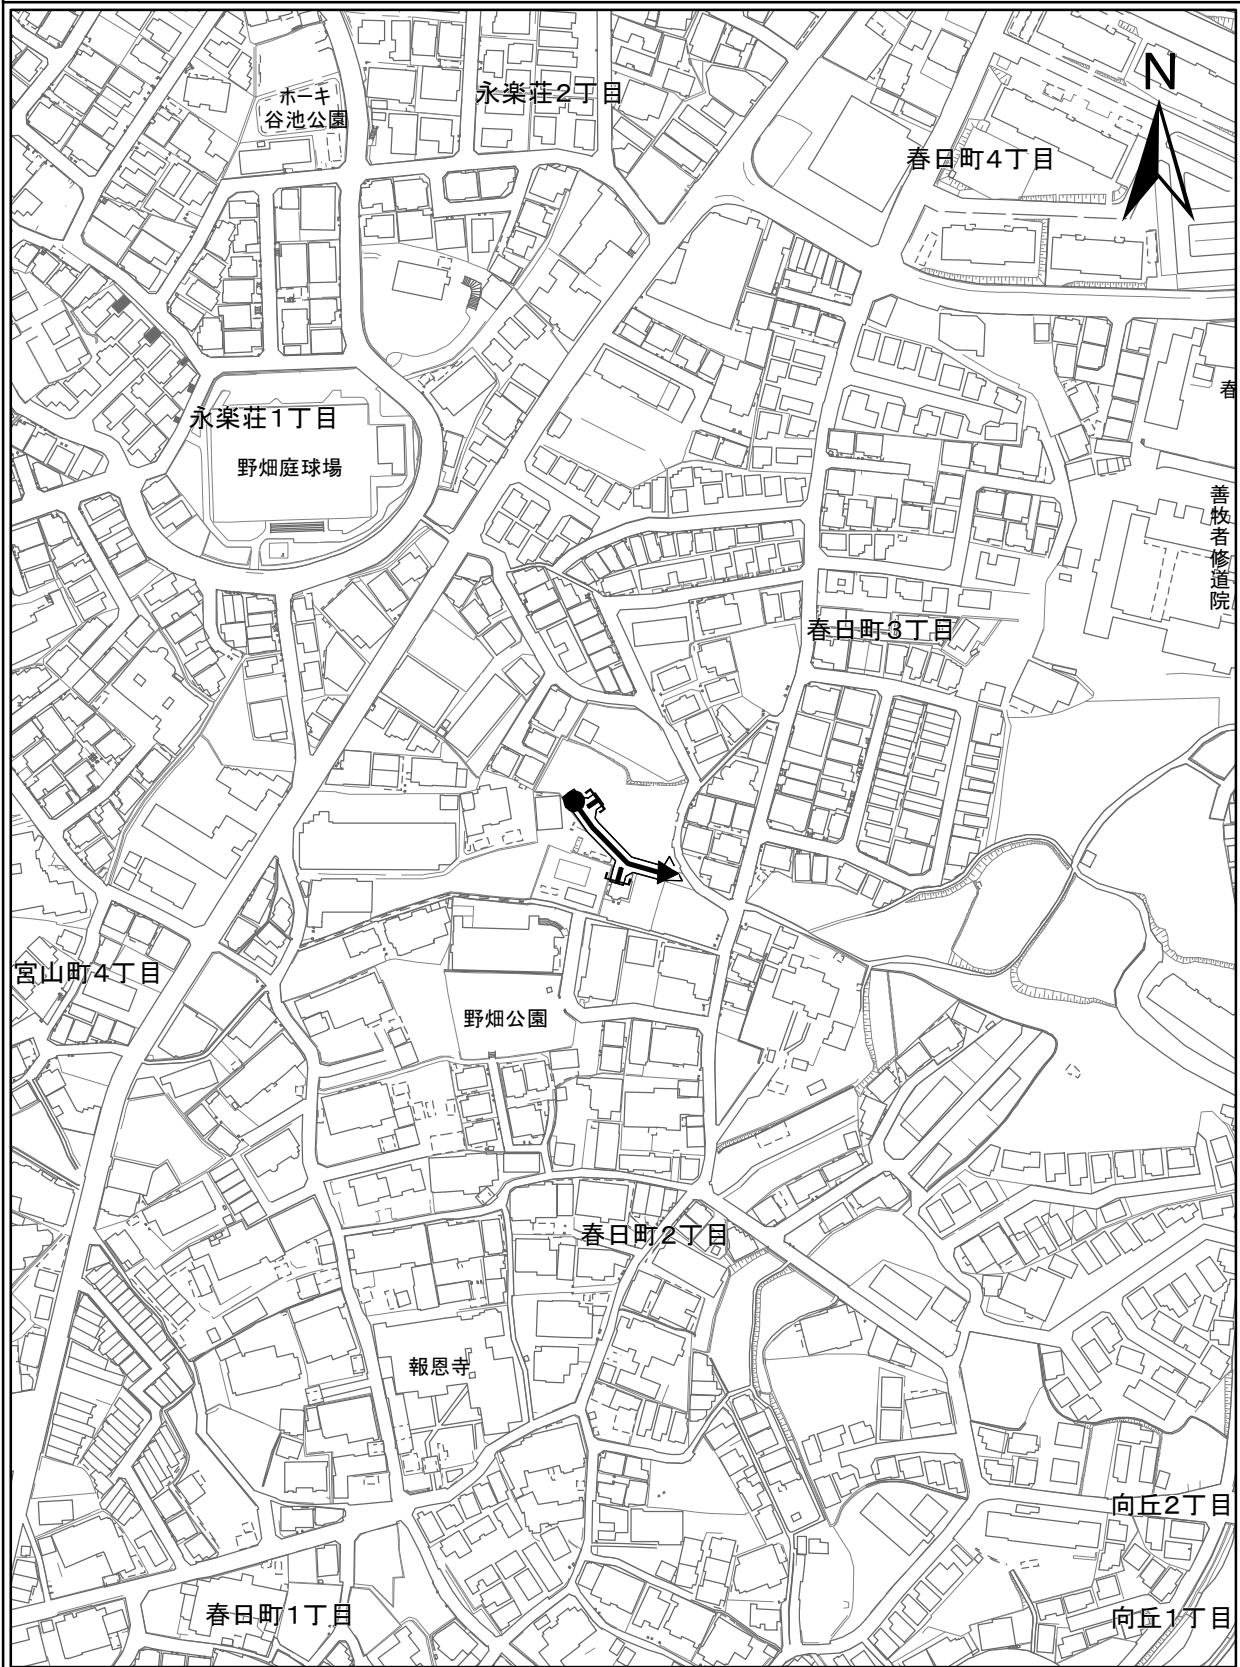 N
永楽荘2丁目
ホーキ
谷池公園
春日町4丁目
春
永楽荘1丁目
野畑庭球場
善牧者修道院
春日町3丁目
宮山町4丁目
野畑公園
春日町2丁目
報恩寺
向丘2丁目
春日町1丁目
向丘1丁目